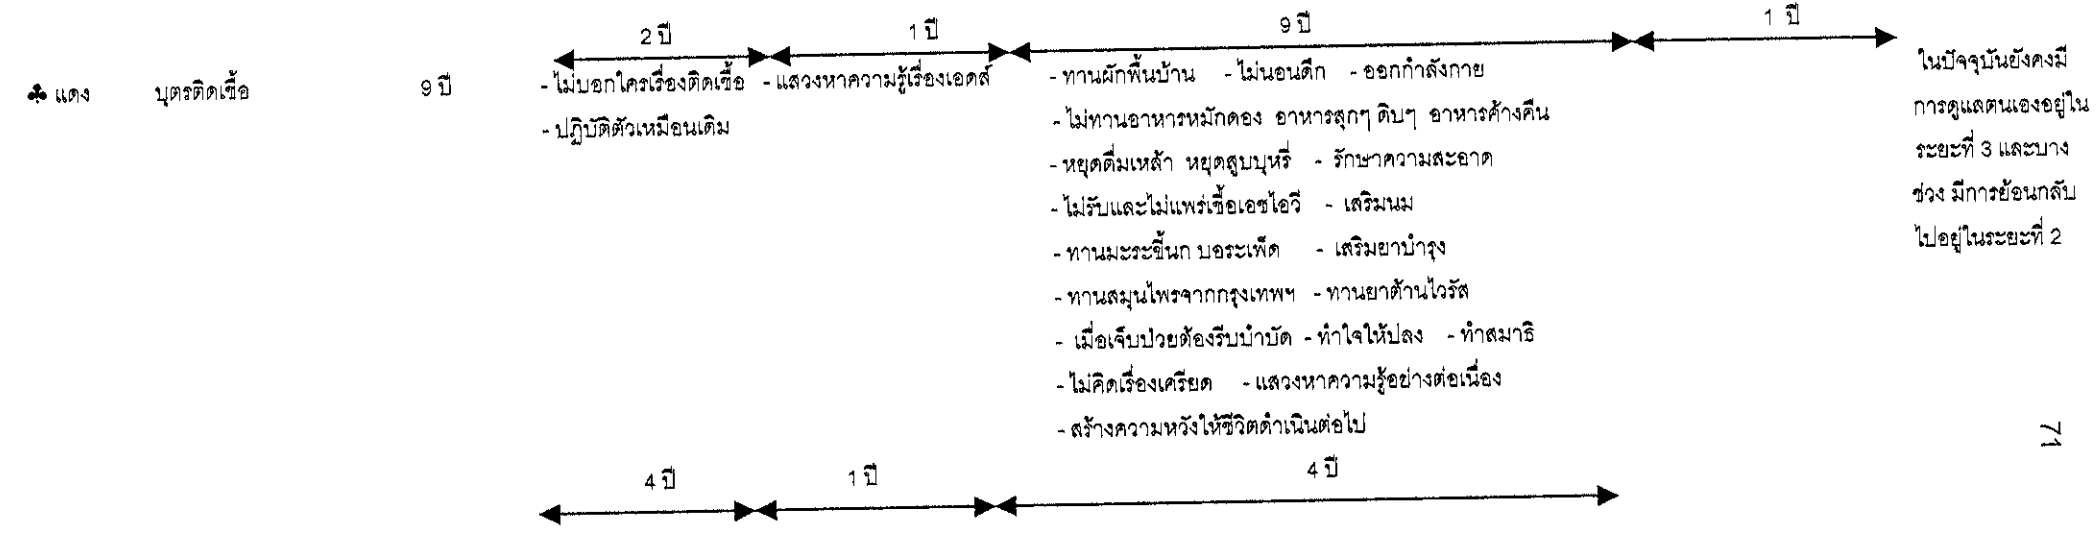 2 ปี 1 ปี 9 ปี 1 ปี
♣ แดง บุตรติดเชื้อ 9 ปี
- ไม่บอกใครเรื่องติดเชื้อ
- ปฏิบัติตัวเหมือนเดิม
- แสวงหาความรู้เรื่องเอดส์
- ทานผักพื้นบ้าน - ไม่นอนดึก - ออกกำลังกาย
- ไม่ทานอาหารหมักดอง อาหารสุกๆ ดิบๆ อาหารค้างคืน
- หยุดดื่มเหล้า หยุดสูบบุหรี่ - รักษาความสะอาด
- ไม่รับและไม่แพร่เชื้อเอชไอวี - เสริมนม
- ทานมะระขี้นก บอระเพ็ด - เสริมยาบำรุง
- ทานสมุนไพรจากกรุงเทพฯ - ทานยาต้านไวรัส
- เมื่อเจ็บป่วยต้องรีบบำบัด - ทำใจให้ปลง - ทำสมาธิ
- ไม่คิดเรื่องเครียด - แสวงหาความรู้อย่างต่อเนื่อง
- สร้างความหวังให้ชีวิตดำเนินต่อไป
ในปัจจุบันยังคงมี
การดูแลตนเองอยู่ใน
ระยะที่ 3 และบาง
ช่วง มีการย้อนกลับ
ไปอยู่ในระยะที่ 2
4 ปี 1 ปี 4 ปี
71